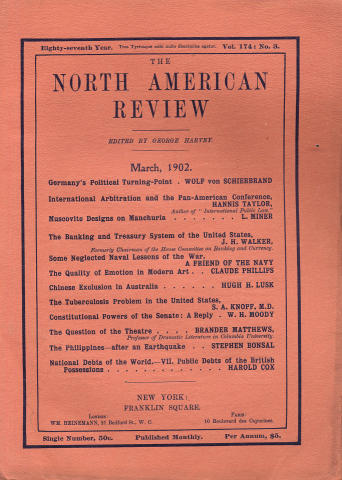 Eighty-seventh Year. Tros Tyriusque mihi nullo discrimine agetur. Vol. 174: No. 3.
THE
NORTH AMERICAN
REVIEW
EDITED BY GEORGE HARVEY.
March, 1902.
Germany's Political Turning-Point . WOLF von SCHIERBRAND
International Arbitration and the Pan-American Conference,
HANNIS TAYLOR,
Author of "International Public Law."
Muscovite Designs on Manchuria . . . . . . . L. MINER
The Banking and Treasury System of the United States,
J. H. WALKER,
Formerly Chairman of the House Committee on Banking and Currency.
Some Neglected Naval Lessons of the War,
A FRIEND OF THE NAVY
The Quality of Emotion in Modern Art . . CLAUDE PHILLIPS
Chinese Exclusion in Australia . . . . . . HUGH H. LUSK
The Tuberculosis Problem in the United States,
S. A. KNOPF, M.D.
Constitutional Powers of the Senate: A Reply . W. H. MOODY
The Question of the Theatre . . . . BRANDER MATTHEWS,
Professor of Dramatic Literature in Columbia University.
The Philippines—after an Earthquake . . STEPHEN BONSAL
National Debts of the World.—VII. Public Debts of the British
Possessions . . . . . . . . . . . . HAROLD COX
NEW YORK:
FRANKLIN SQUARE.
London:
WM. HEINEMANN, 21 Bedford St., W. C.
Paris:
10 Boulevard des Capucines.
Single Number, 50c. Published Monthly. Per Annum, $5.